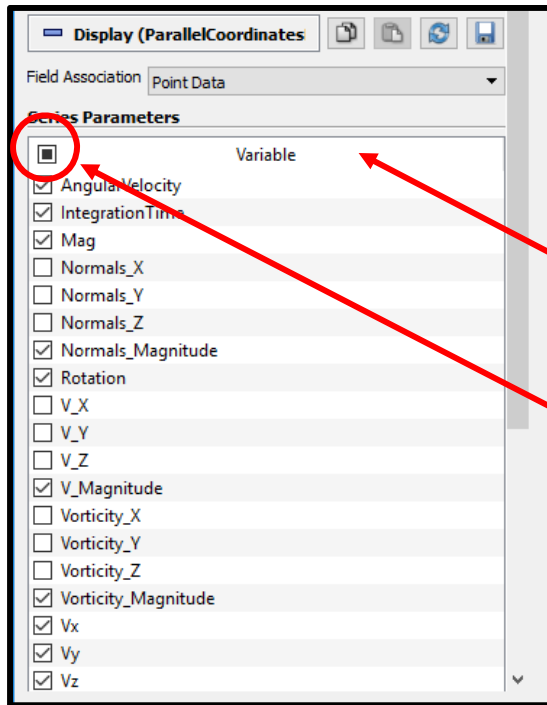 Display (ParallelCoordinates
Field Association Point Data
Series Parameters
Variable
AngularVelocity
IntegrationTime
Mag
Normals_X
Normals_Y
Normals_Z
Normals_Magnitude
Rotation
V_X
V_Y
V_Z
V_Magnitude
Vorticity_X
Vorticity_Y
Vorticity_Z
Vorticity_Magnitude
Vx
Vy
Vz